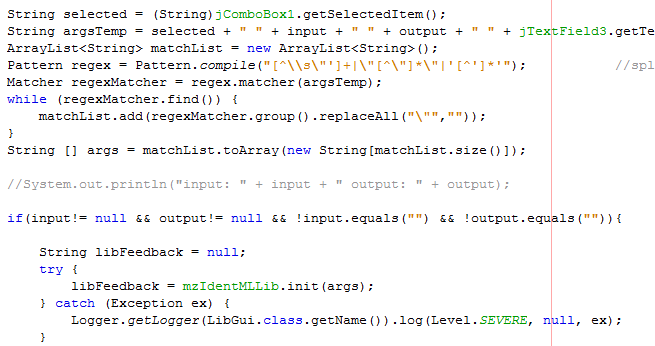 String selected = (String)jComboBox1.getSelectedItem();
String argsTemp = selected + " " + input + " " + output + " " + jTextField3.getTe
ArrayList<String> matchList = new ArrayList<String>();
Pattern regex = Pattern.compile("[^\\s\"']+|\"[^\"]*\"|'[^']*'"); //spl
Matcher regexMatcher = regex.matcher(argsTemp);
while (regexMatcher.find()) {
    matchList.add(regexMatcher.group().replaceAll("\"",""));
}
String [] args = matchList.toArray(new String[matchList.size()]);
//System.out.println("input: " + input + " output: " + output);
if(input!= null && output!= null && !input.equals("") && !output.equals("")){
    String libFeedback = null;
    try {
        libFeedback = mzIdentMLLib.init(args);
    } catch (Exception ex) {
        Logger.getLogger(LibGui.class.getName()).log(Level.SEVERE, null, ex);
    }